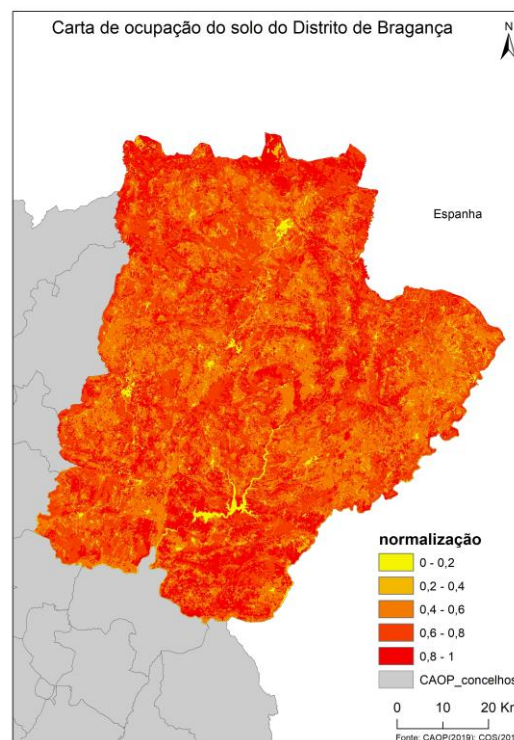 Carta de ocupação do solo do Distrito de Bragança
N
Espanha
normalização
0 - 0,2
0,2 - 0,4
0,4 - 0,6
0,6 - 0,8
0,8 - 1
CAOP_concelhos
0 10 20 Km
Fonte: CAOP(2019); COS(201